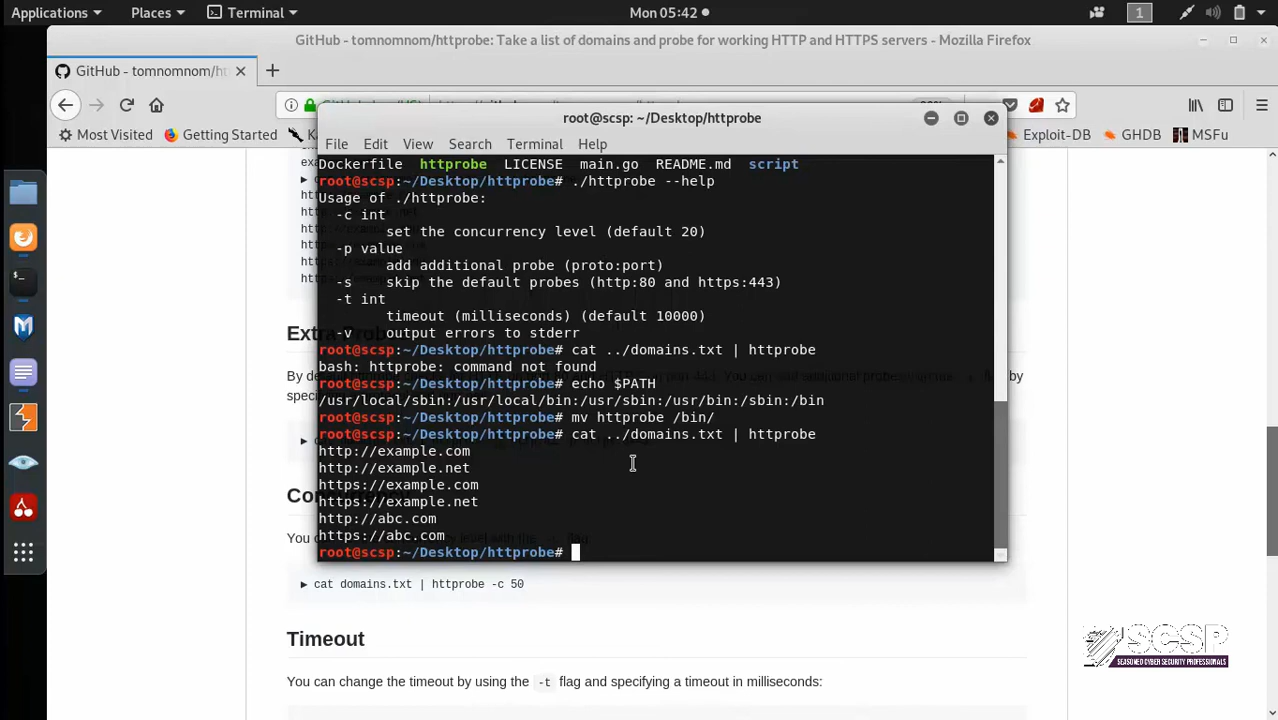 Applications Places Terminal Mon 05:42 1
GitHub - tomnomnom/httprobe: Take a list of domains and probe for working HTTP and HTTPS servers - Mozilla Firefox
GitHub - tomnomnom/ht
Most Visited Getting Started Exploit-DB GHDB MSFu
root@scsp: ~/Desktop/httprobe
File Edit View Search Terminal Help
Dockerfile httprobe LICENSE main.go README.md script
root@scsp:~/Desktop/httprobe# ./httprobe --help
Usage of ./httprobe:
-c int
set the concurrency level (default 20)
-p value
add additional probe (proto:port)
-s skip the default probes (http:80 and https:443)
-t int
timeout (milliseconds) (default 10000)
-v output errors to stderr
root@scsp:~/Desktop/httprobe# cat ../domains.txt | httprobe
bash: httprobe: command not found
root@scsp:~/Desktop/httprobe# echo $PATH
/usr/local/sbin:/usr/local/bin:/usr/sbin:/usr/bin:/sbin:/bin
root@scsp:~/Desktop/httprobe# mv httprobe /bin/
root@scsp:~/Desktop/httprobe# cat ../domains.txt | httprobe
http://example.com
http://example.net
https://example.com
https://example.net
http://abc.com
https://abc.com
root@scsp:~/Desktop/httprobe#
▶ cat domains.txt | httprobe -c 50
Timeout
You can change the timeout by using the -t flag and specifying a timeout in milliseconds:
SCSP
SEASONED CYBER SECURITY PROFESSIONALS